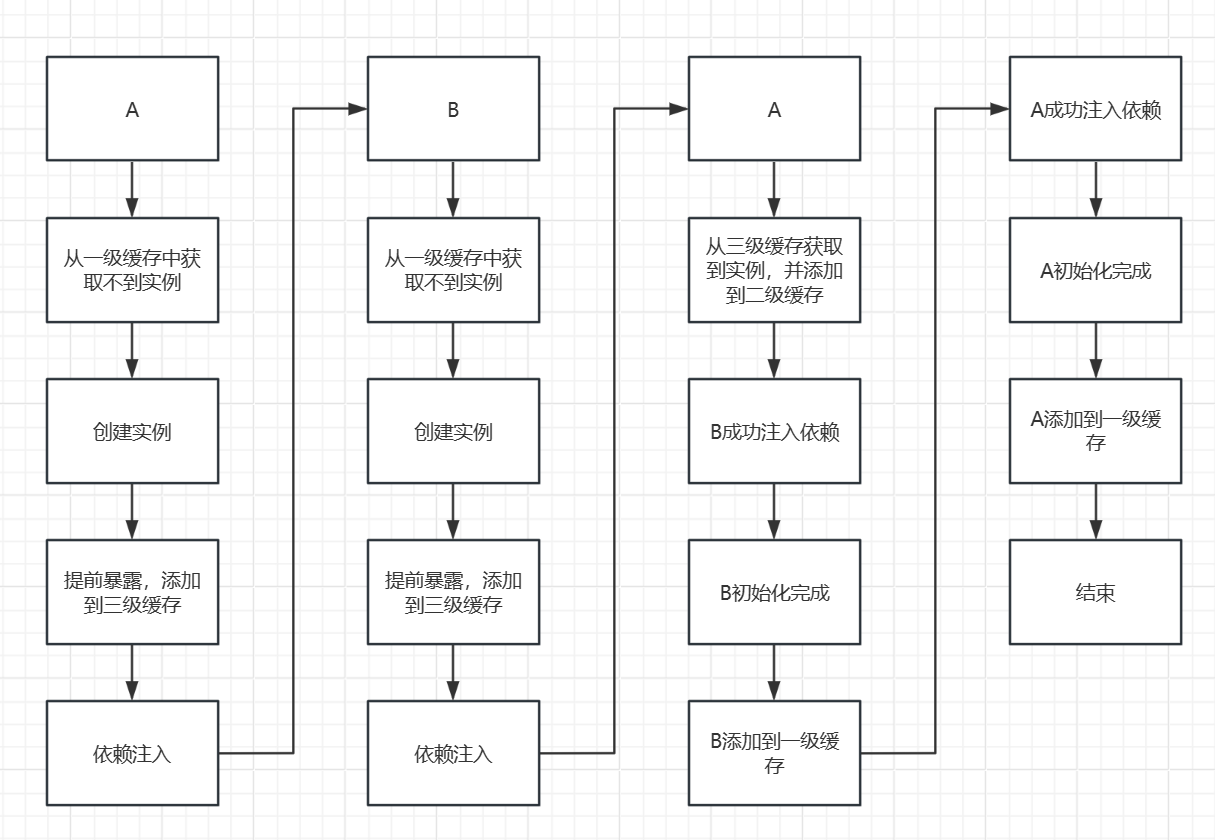 A
从一级缓存中获
取不到实例
创建实例
提前暴露，添加
到三级缓存
依赖注入
B
从一级缓存中获
取不到实例
创建实例
提前暴露，添加
到三级缓存
依赖注入
A
从三级缓存获取
到实例，并添加
到二级缓存
B成功注入依赖
B初始化完成
B添加到一级缓
存
A成功注入依赖
A初始化完成
A添加到一级缓
存
结束